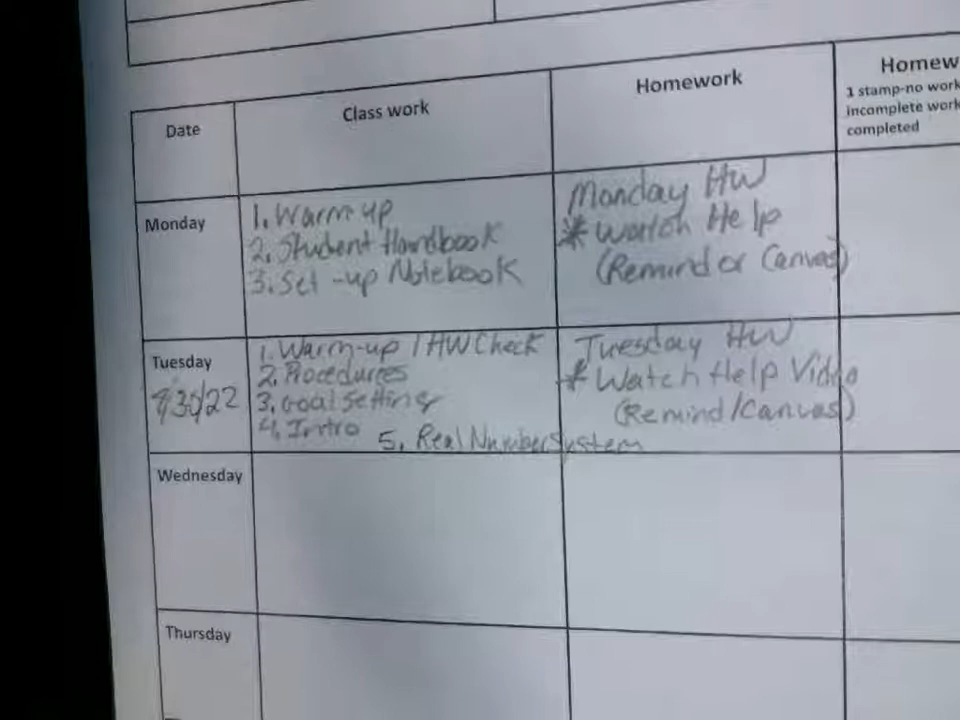 Date
Class work
Homework
Homew
1 stamp-no work
incomplete work
completed
Monday
1. Warm up
2. Student Handbook
3. Set-up Notebook
Monday HW
* Watch Help
(Remind or Canvas)
Tuesday
8/30/22
1. Warm-up / HW Check
2. Procedures
3. Goal Setting
4. Intro
5. Real Number System
Tuesday HW
* Watch Help Video
(Remind/Canvas)
Wednesday
Thursday